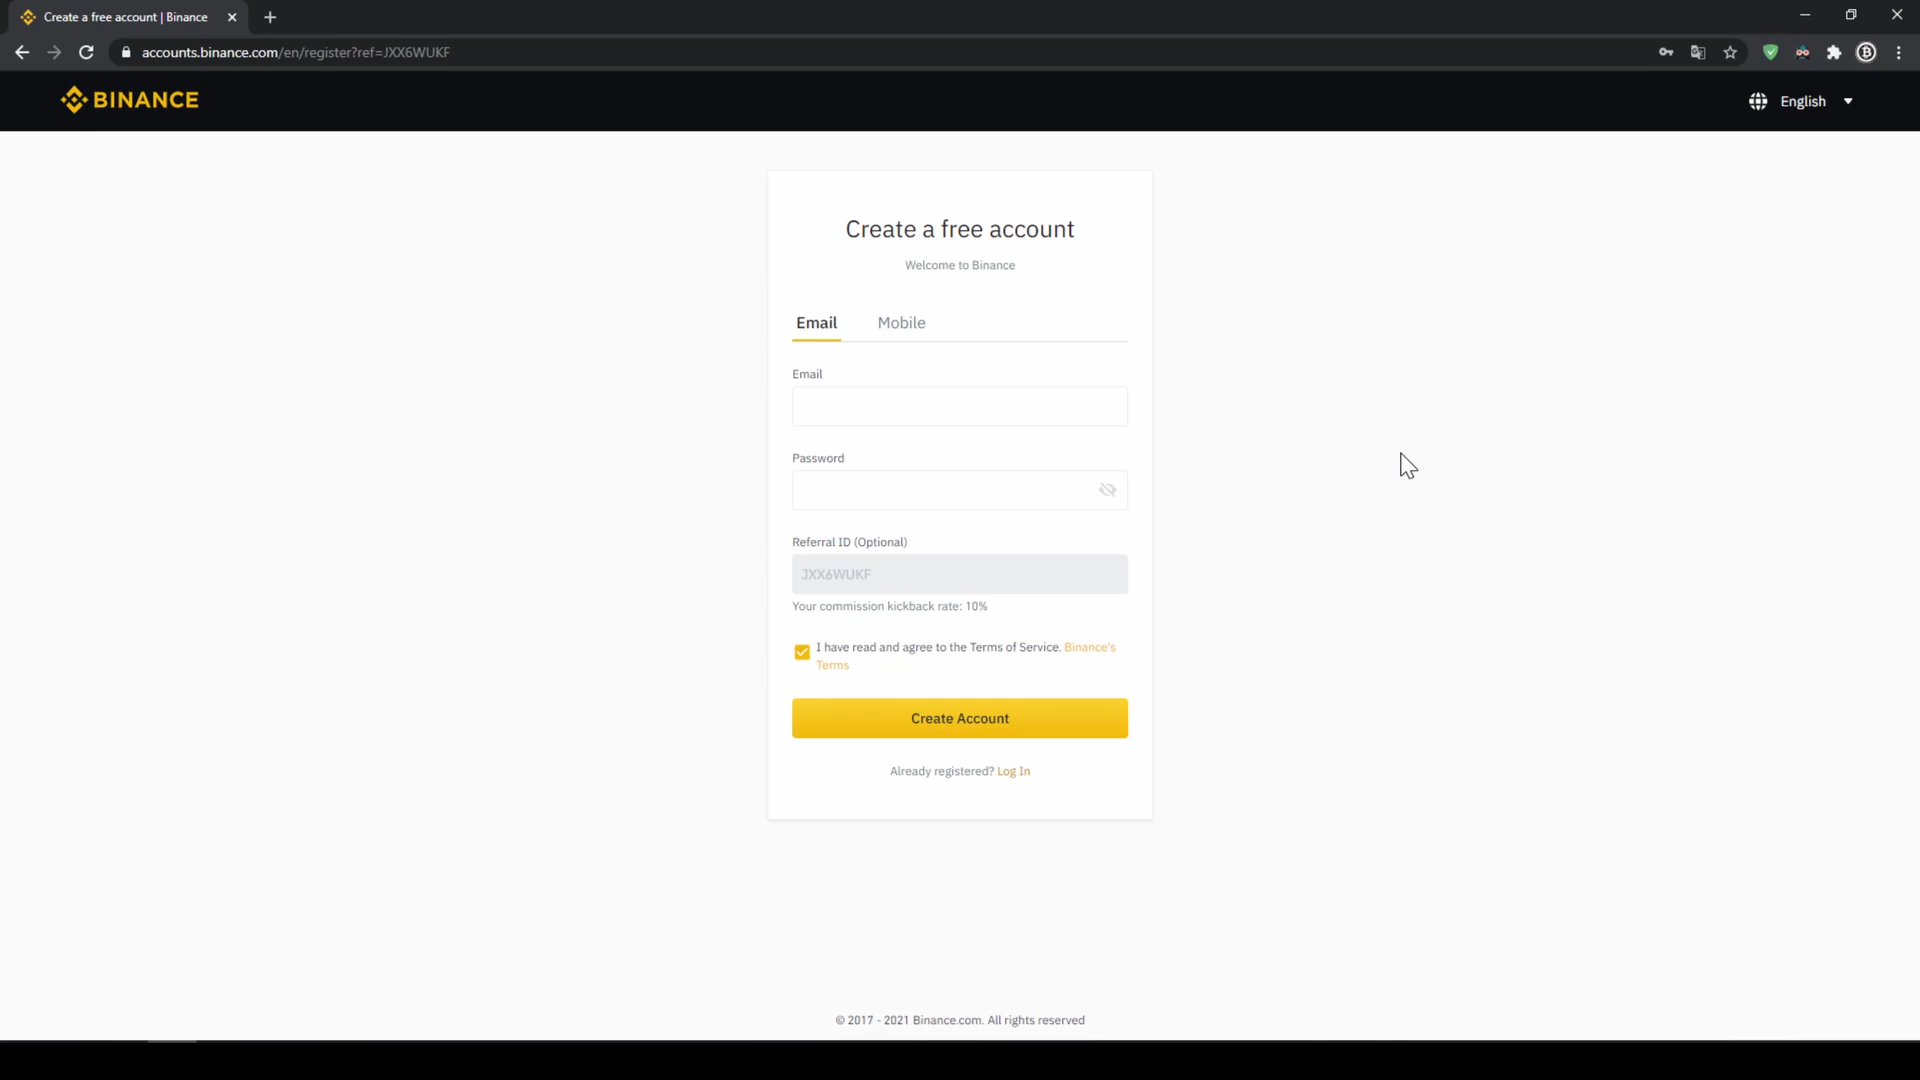 Create a free account | Binance
accounts.binance.com/en/register?ref=JXX6WUKF
BINANCE
English
Create a free account
Welcome to Binance
Email Mobile
Email
Password
Referral ID (Optional)
JXX6WUKF
Your commission kickback rate: 10%
I have read and agree to the Terms of Service. Binance's
Terms
Create Account
Already registered? Log In
© 2017 - 2021 Binance.com. All rights reserved